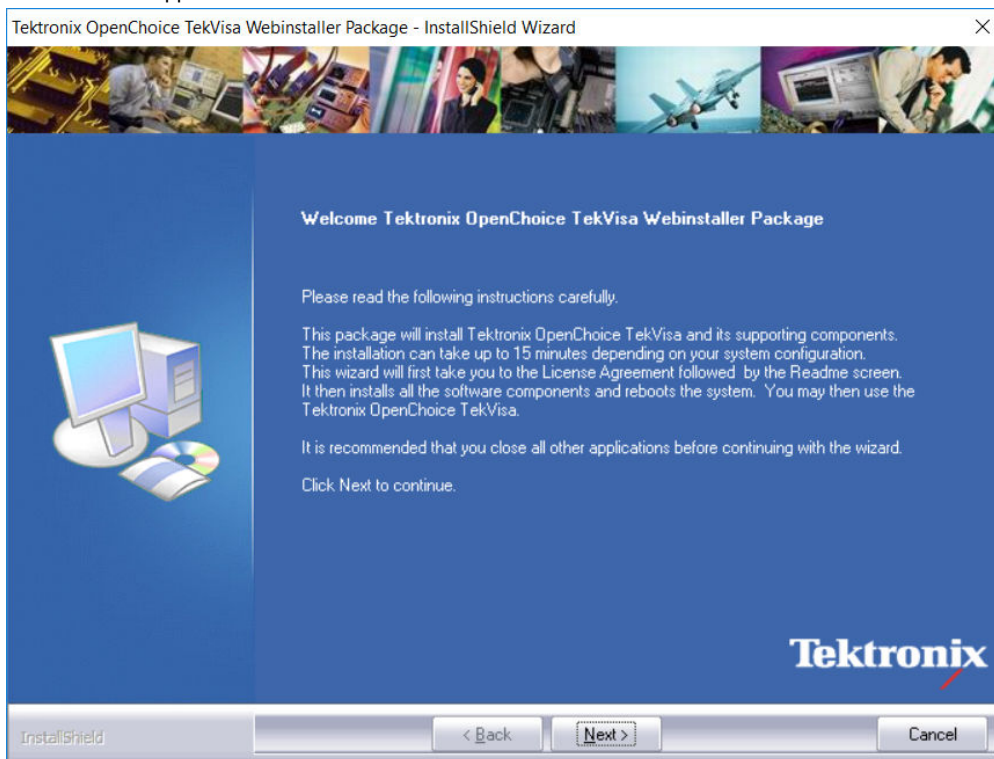 Tektronix OpenChoice TekVisa Webinstaller Package - InstallShield Wizard
Welcome Tektronix OpenChoice TekVisa Webinstaller Package
Please read the following instructions carefully.
This package will install Tektronix OpenChoice TekVisa and its supporting components.
The installation can take up to 15 minutes depending on your system configuration.
This wizard will first take you to the License Agreement followed by the Readme screen.
It then installs all the software components and reboots the system. You may then use the
Tektronix OpenChoice TekVisa.
It is recommended that you close all other applications before continuing with the wizard.
Click Next to continue.
Tektronix
InstallShield
< Back
Next >
Cancel